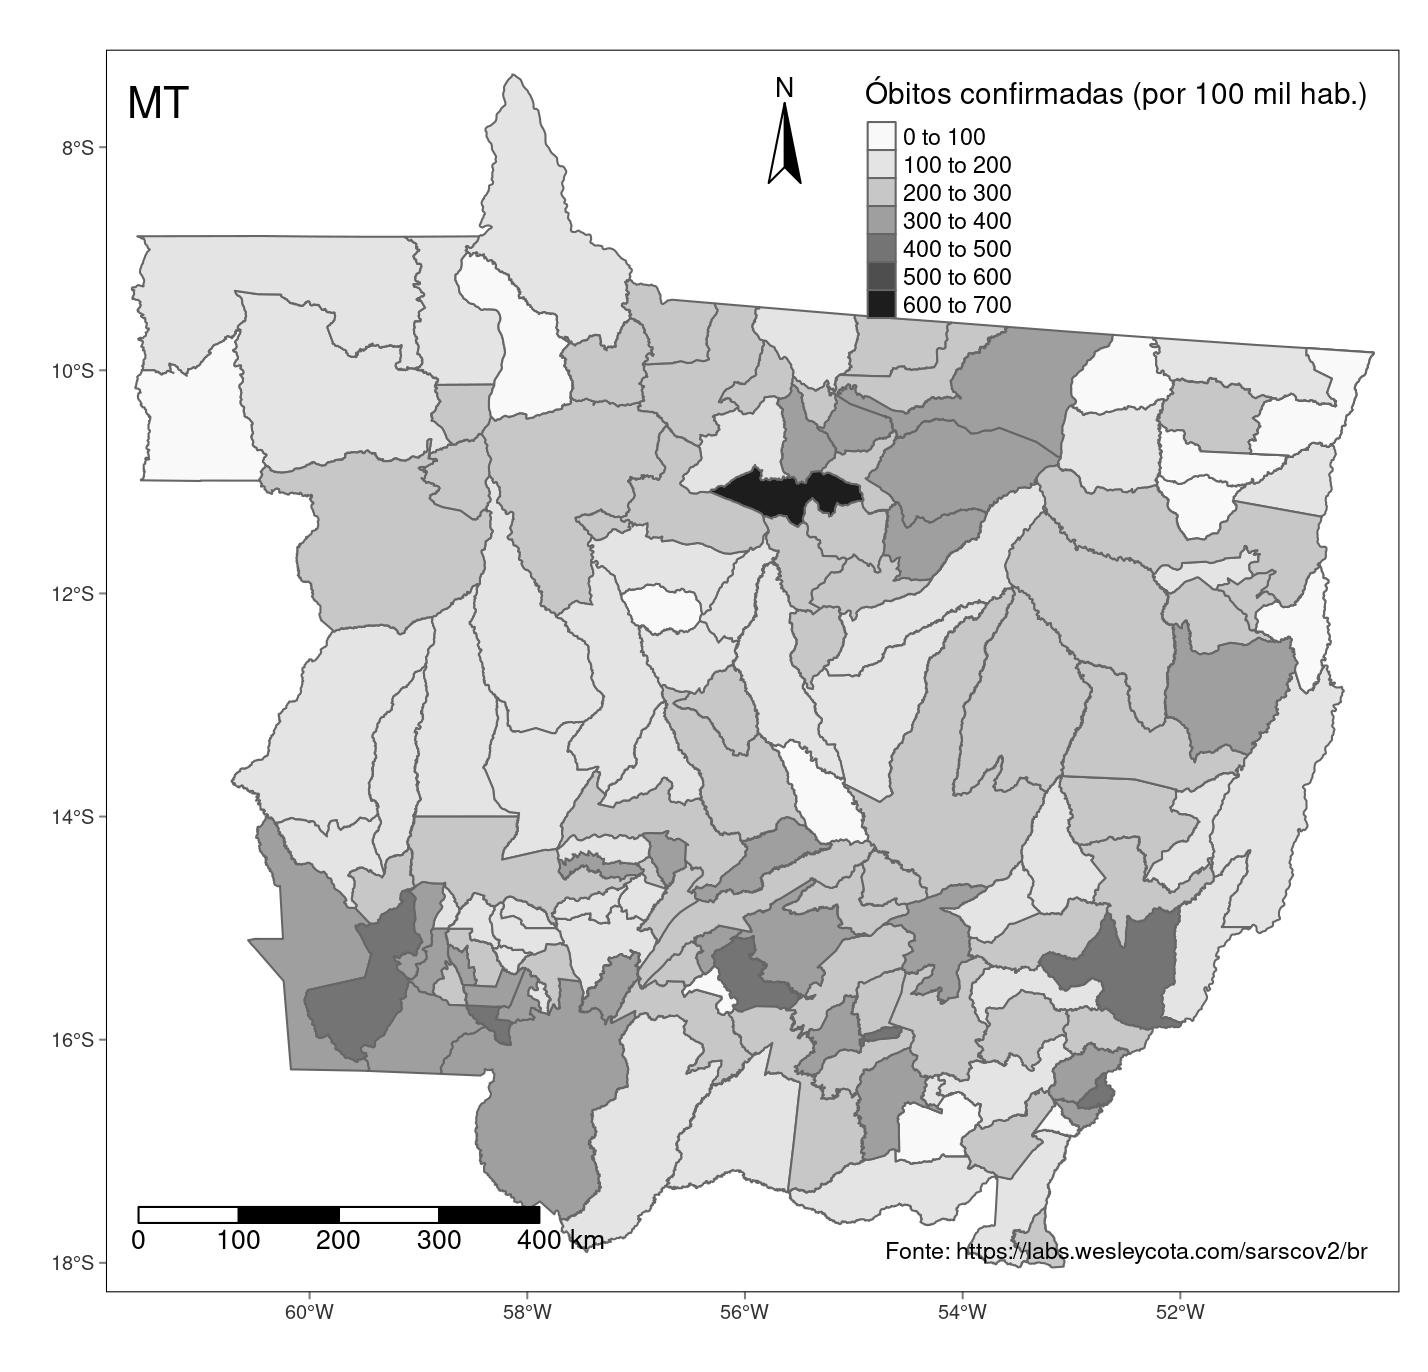 MT
N
Óbitos confirmadas (por 100 mil hab.)
0 to 100
100 to 200
200 to 300
300 to 400
400 to 500
500 to 600
600 to 700
8°S
10°S
12°S
14°S
16°S
18°S
0 100 200 300 400 km
Fonte: https://labs.wesleycota.com/sarscov2/br
60°W 58°W 56°W 54°W 52°W